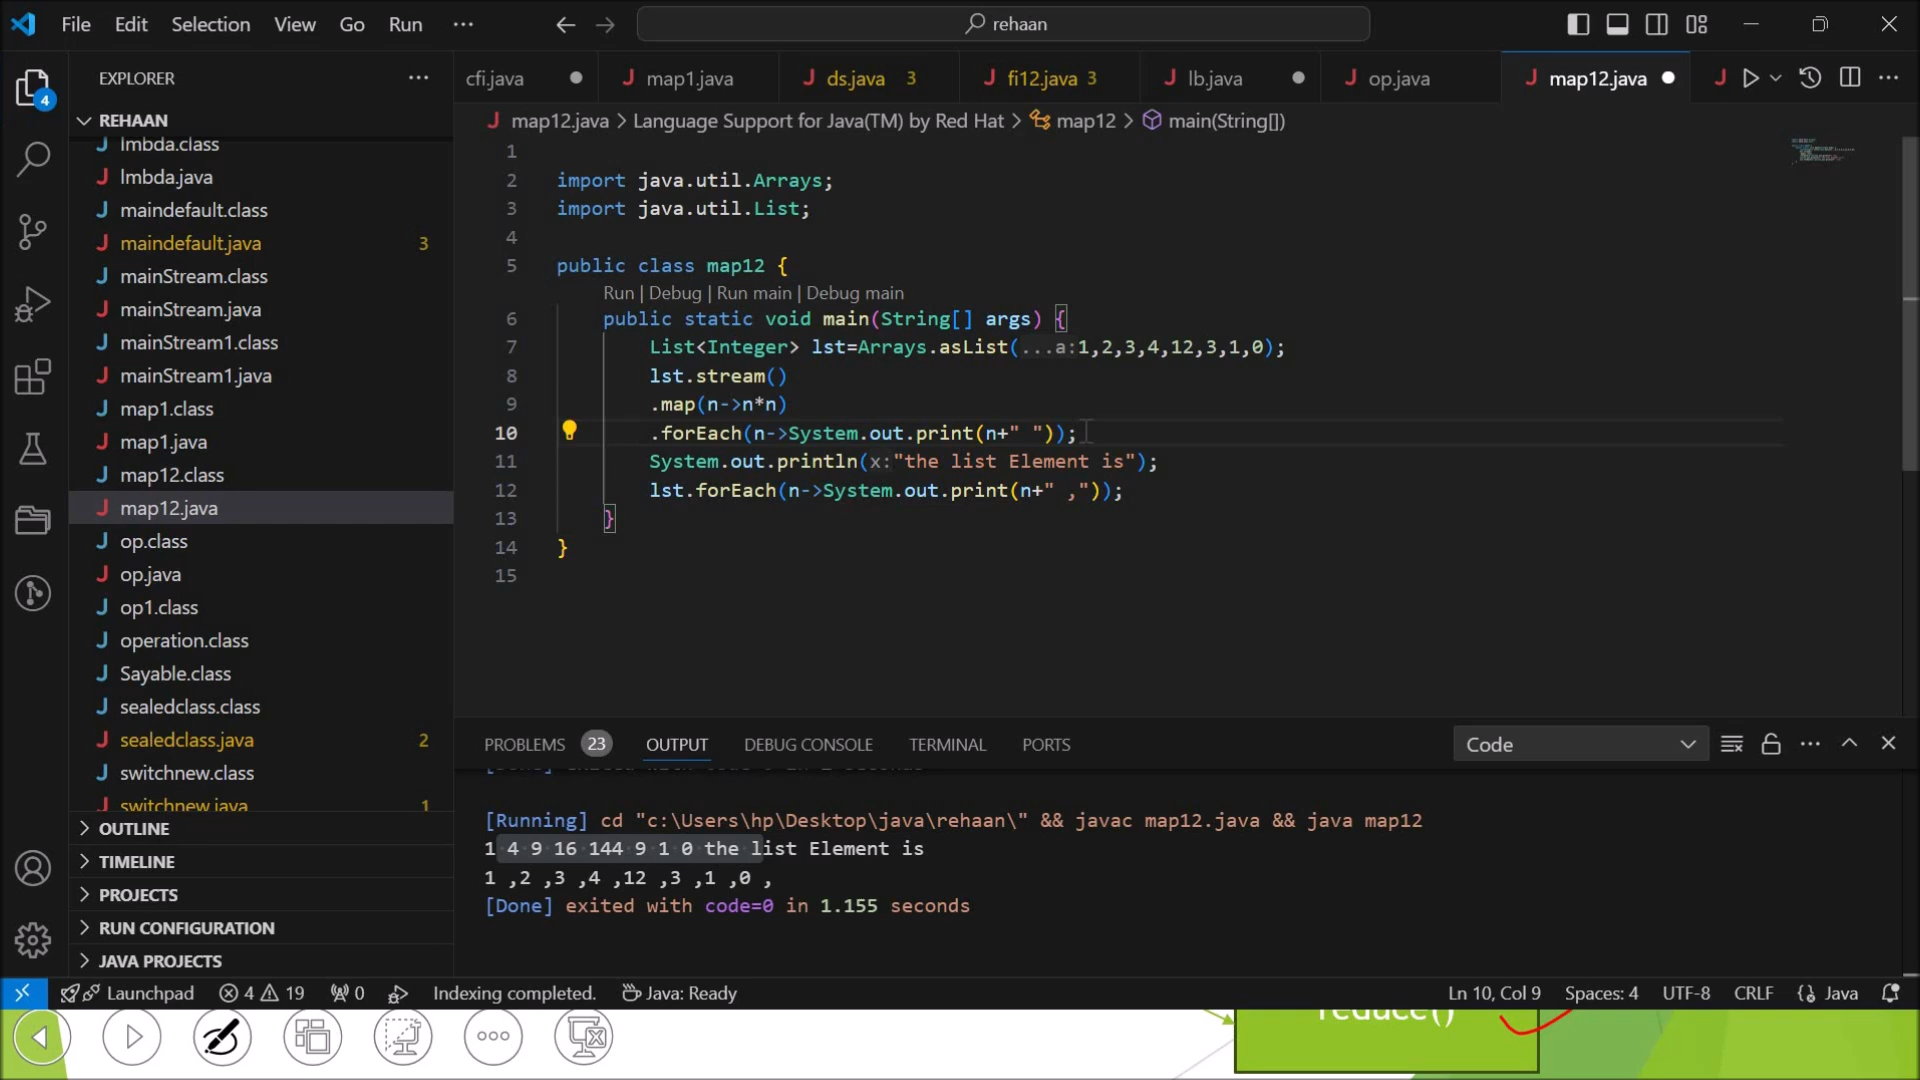 File Edit Selection View Go Run ··· rehaan
EXPLORER ···
REHAAN
lmbda.class
lmbda.java
maindefault.class
maindefault.java 3
mainStream.class
mainStream.java
mainStream1.class
mainStream1.java
map1.class
map1.java
map12.class
map12.java
op.class
op.java
op1.class
operation.class
Sayable.class
sealedclass.class
sealedclass.java 2
switchnew.class
switchnew.java 1
OUTLINE
TIMELINE
PROJECTS
RUN CONFIGURATION
JAVA PROJECTS
4
cfi.java J map1.java J ds.java 3 J fi12.java 3 J lb.java J op.java J map12.java J
J map12.java > Language Support for Java(TM) by Red Hat > map12 > main(String[])
1
2 import java.util.Arrays;
3 import java.util.List;
4
5 public class map12 {
Run | Debug | Run main | Debug main
6 public static void main(String[] args) {
7 List<Integer> lst=Arrays.asList(...a:1,2,3,4,12,3,1,0);
8 lst.stream()
9 .map(n->n*n)
10 .forEach(n->System.out.print(n+" "));
11 System.out.println(x:"the list Element is");
12 lst.forEach(n->System.out.print(n+" ,"));
13 }
14 }
15
PROBLEMS 23 OUTPUT DEBUG CONSOLE TERMINAL PORTS Code
[Running] cd "c:\Users\hp\Desktop\java\rehaan\" && javac map12.java && java map12
1 4 9 16 144 9 1 0 the list Element is
1 ,2 ,3 ,4 ,12 ,3 ,1 ,0 ,
[Done] exited with code=0 in 1.155 seconds
Launchpad 4 19 0 Indexing completed. Java: Ready Ln 10, Col 9 Spaces: 4 UTF-8 CRLF {} Java
reduce()